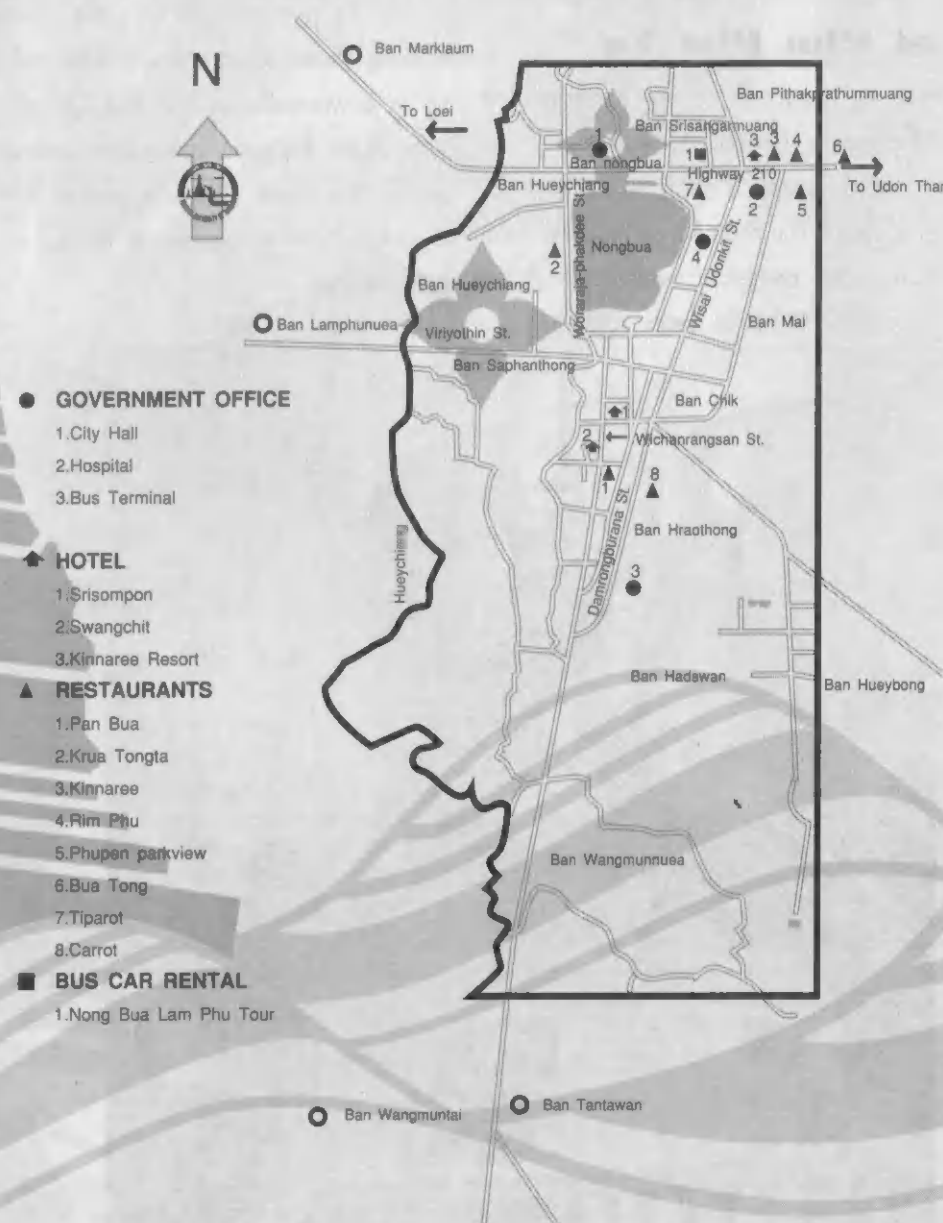 Ban Marklaum
N
To Loei
Ban Pithakprathummuang
1
Ban Srisangarmuang
Ban nongbua
1
3
3
4
6
Highway 210
To Udon Than
Ban Hueychiang
7
2
5
Woraraja-phakdee St.
Nongbua
4
2
Wisai Udonkit St.
Ban Hueychiang
Ban Lamphunuea
Viriyothin St.
Ban Mai
Ban Saphanthong
Ban Chik
1
2
Wichanrangsan St.
1
8
Damrongburana St.
Ban Hraothong
3
Hueychiang
Ban Hadswan
Ban Hueybong
Ban Wangmunnuea
Ban Wangmuntai
Ban Tantawan
GOVERNMENT OFFICE
1.City Hall
2.Hospital
3.Bus Terminal
HOTEL
1.Srisompon
2.Swangchit
3.Kinnaree Resort
RESTAURANTS
1.Pan Bua
2.Krua Tongta
3.Kinnaree
4.Rim Phu
5.Phupan parkview
6.Bua Tong
7.Tiparot
8.Carrot
BUS CAR RENTAL
1.Nong Bua Lam Phu Tour